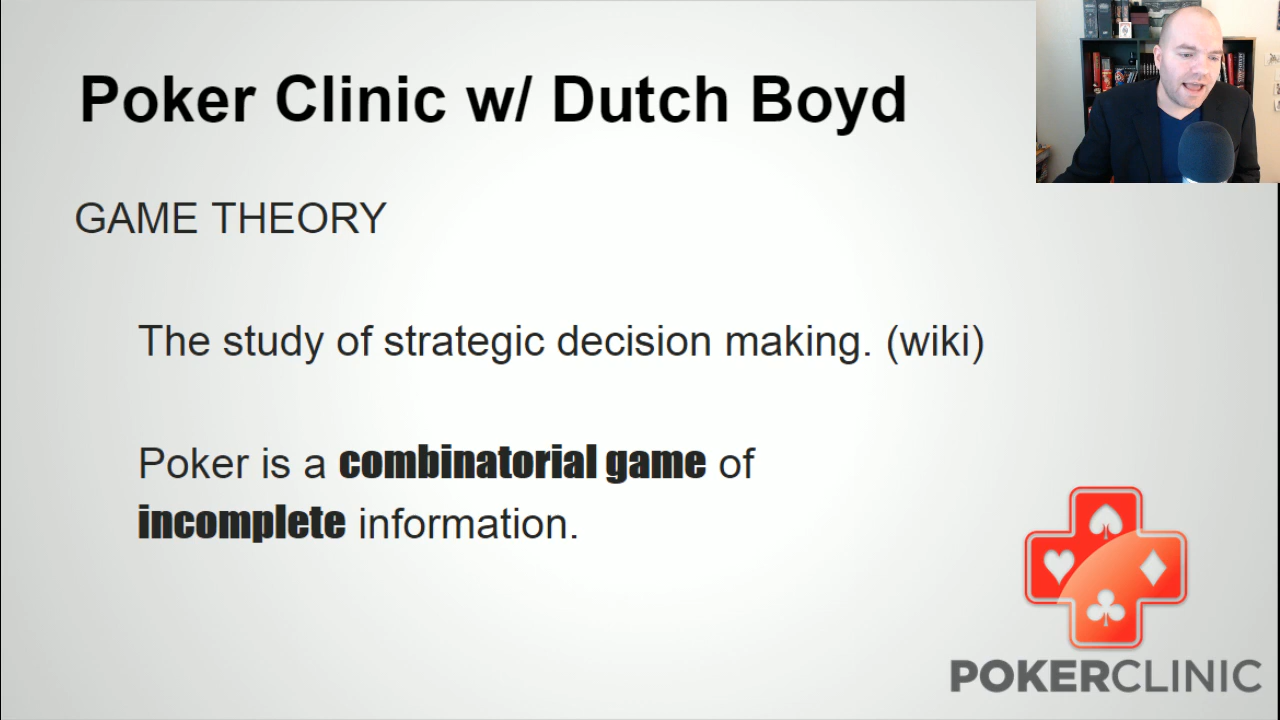 Poker Clinic w/ Dutch Boyd
GAME THEORY
The study of strategic decision making. (wiki)
Poker is a combinatorial game of
incomplete information.
POKERCLINIC